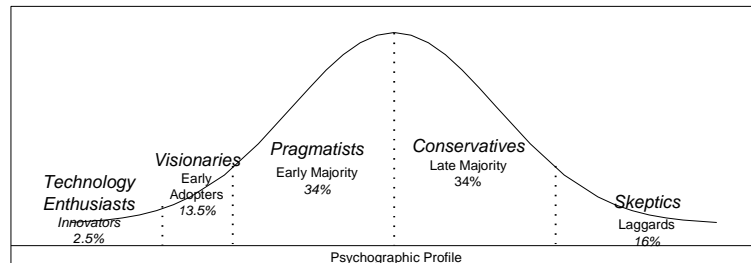 Technology
Enthusiasts
Innovators
2.5%
Visionaries
Early
Adopters
13.5%
Pragmatists
Early Majority
34%
Conservatives
Late Majority
34%
Skeptics
Laggards
16%
Psychographic Profile